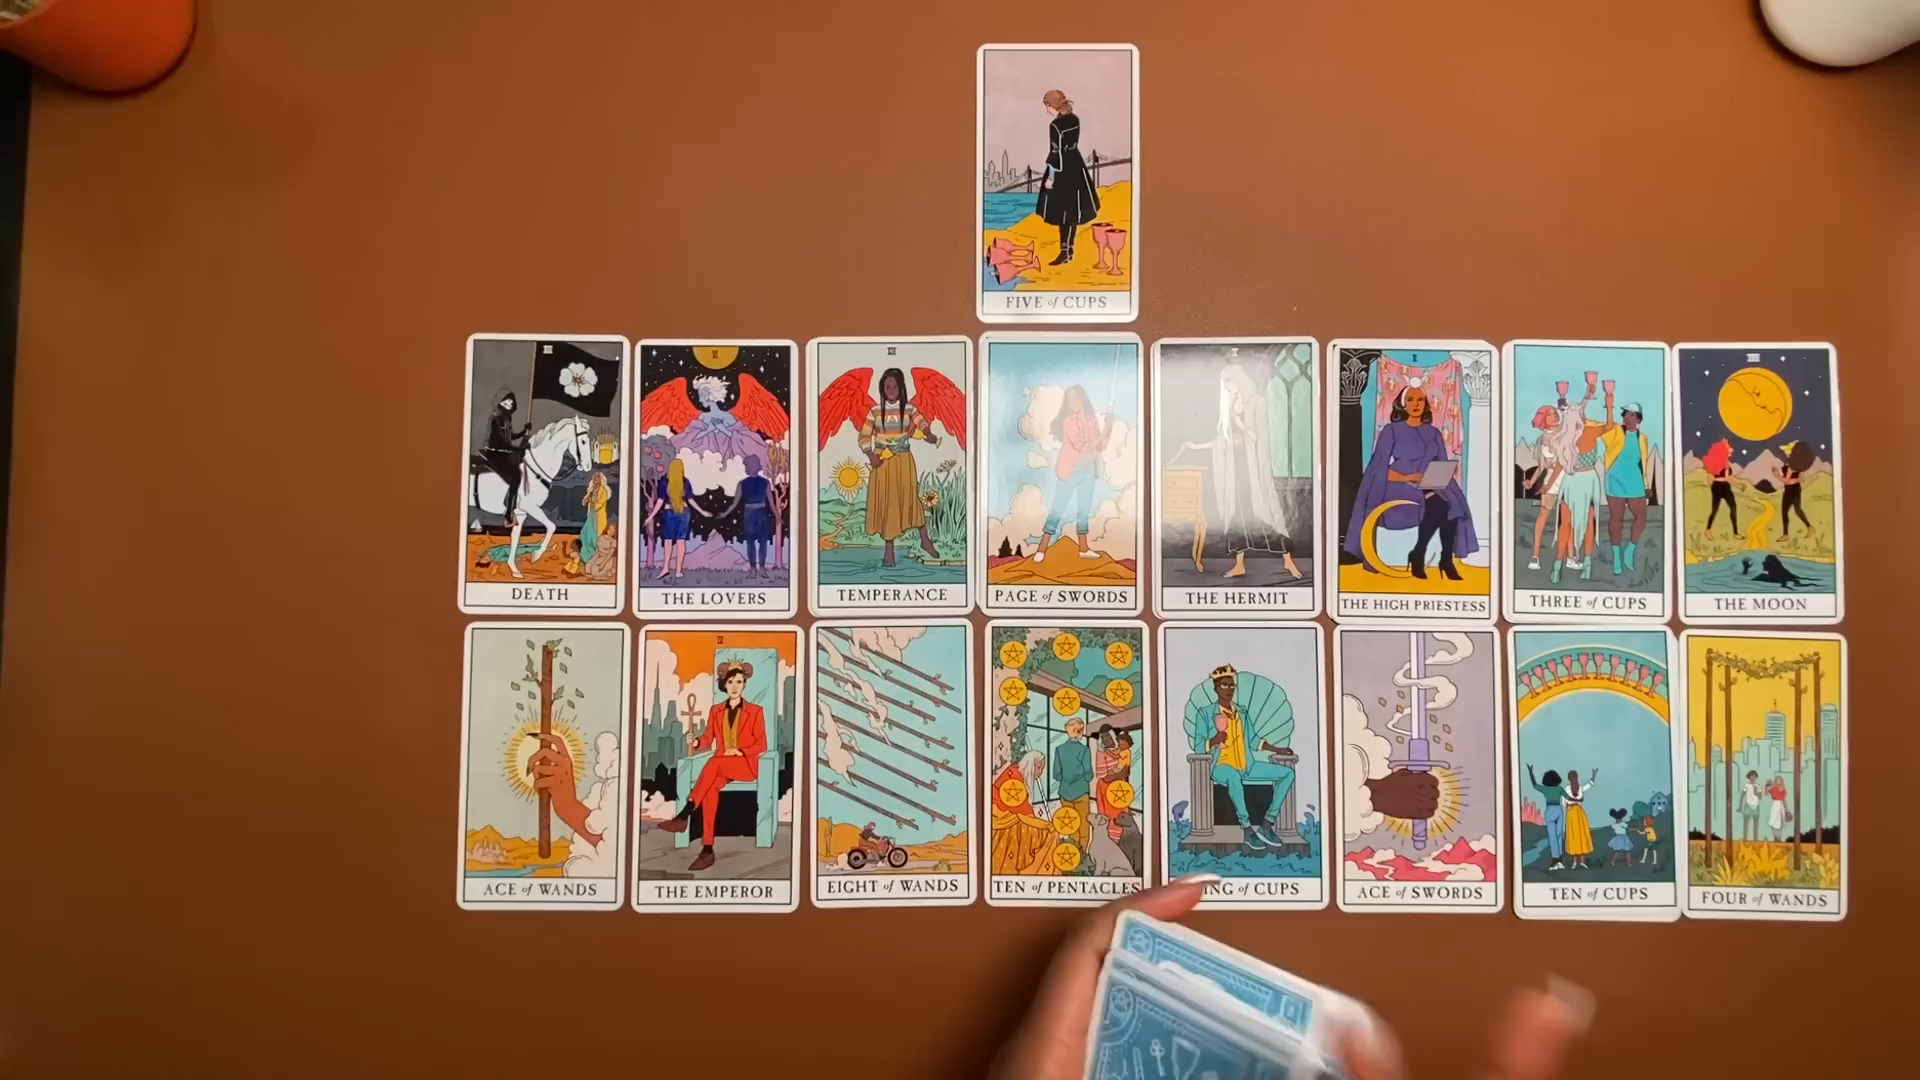 FIVE of CUPS
DEATH
THE LOVERS
TEMPERANCE
PAGE of SWORDS
THE HERMIT
THE HIGH PRIESTESS
THREE of CUPS
THE MOON
ACE of WANDS
THE EMPEROR
EIGHT of WANDS
TEN of PENTACLES
ING of CUPS
ACE of SWORDS
TEN of CUPS
FOUR of WANDS